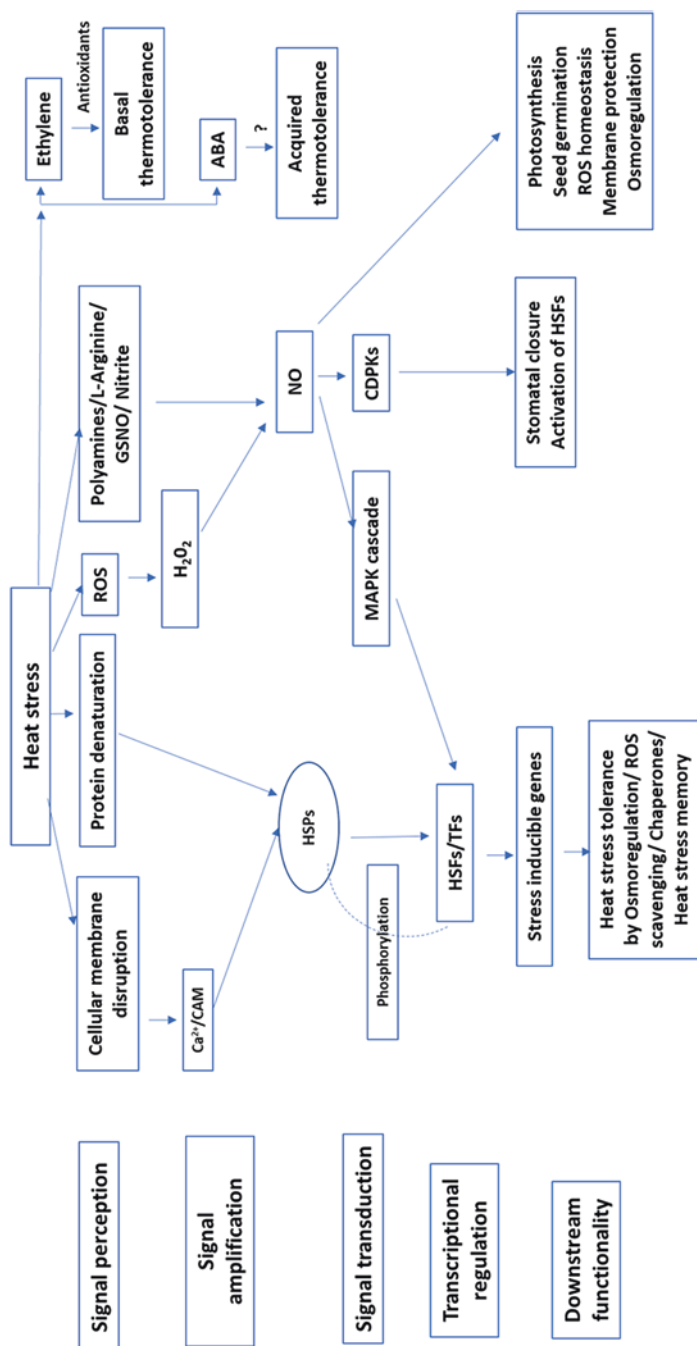 Heat stress
Signal perception
Cellular membrane
disruption
Protein denaturation
ROS
Polyamines/L-Arginine/
GSNO/ Nitrite
Ethylene
Antioxidants
Basal
thermotolerance
Signal
amplification
Ca²⁺/CAM
H₂0₂
ABA
?
Acquired
thermotolerance
HSPs
NO
Signal transduction
Phosphorylation
MAPK cascade
CDPKs
Transcriptional
regulation
HSFs/TFs
Stress inducible genes
Stomatal closure
Activation of HSFs
Photosynthesis
Seed germination
ROS homeostasis
Membrane protection
Osmoregulation
Downstream
functionality
Heat stress tolerance
by Osmoregulation/ ROS
scavenging/ Chaperones/
Heat stress memory